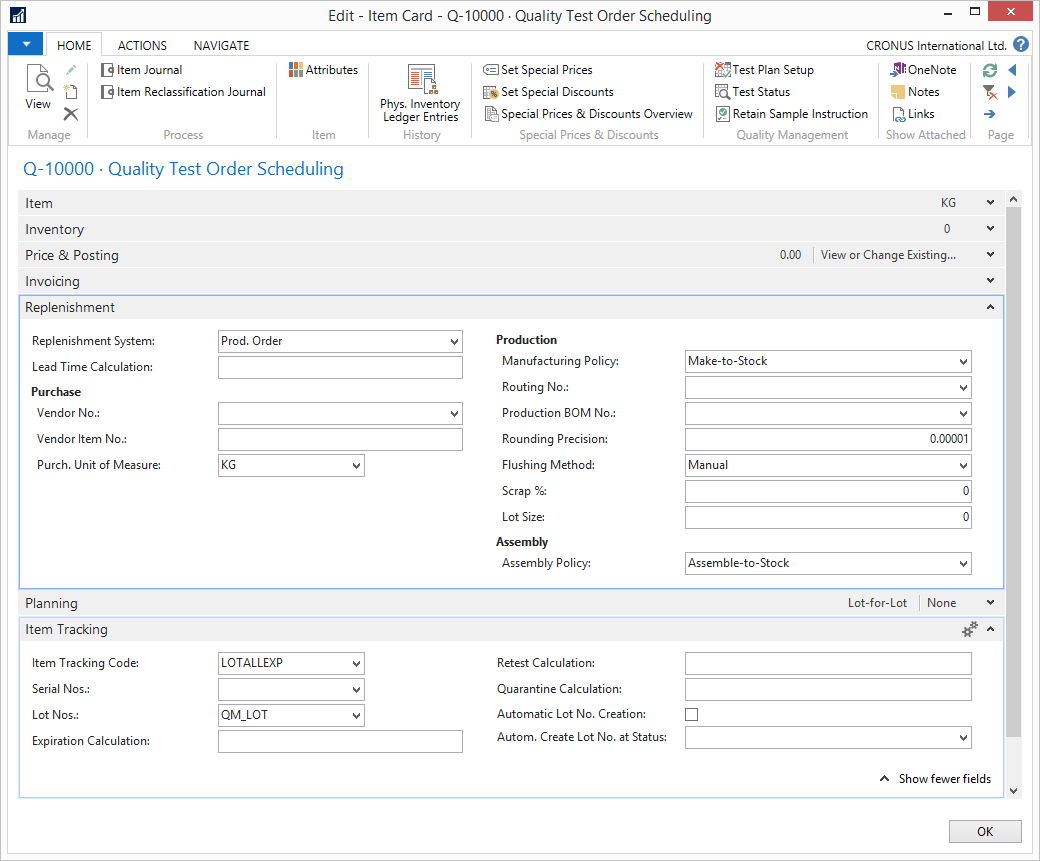 Edit - Item Card - Q-10000 · Quality Test Order Scheduling
HOME ACTIONS NAVIGATE CRONUS International Ltd. ?
View
Manage
Item Journal
Item Reclassification Journal
Process
Attributes
Item
Phys. Inventory
Ledger Entries
History
Set Special Prices
Set Special Discounts
Special Prices & Discounts Overview
Special Prices & Discounts
Test Plan Setup
Test Status
Retain Sample Instruction
Quality Management
OneNote
Notes
Links
Show Attached
Page
Q-10000 · Quality Test Order Scheduling
Item KG
Inventory 0
Price & Posting 0.00 View or Change Existing...
Invoicing
Replenishment
Replenishment System: Prod. Order
Lead Time Calculation:
Purchase
Vendor No.:
Vendor Item No.:
Purch. Unit of Measure: KG
Production
Manufacturing Policy: Make-to-Stock
Routing No.:
Production BOM No.:
Rounding Precision: 0.00001
Flushing Method: Manual
Scrap %: 0
Lot Size: 0
Assembly
Assembly Policy: Assemble-to-Stock
Planning Lot-for-Lot None
Item Tracking
Item Tracking Code: LOTALLEXP
Serial Nos.:
Lot Nos.: QM_LOT
Expiration Calculation:
Retest Calculation:
Quarantine Calculation:
Automatic Lot No. Creation:
Autom. Create Lot No. at Status:
Show fewer fields
OK